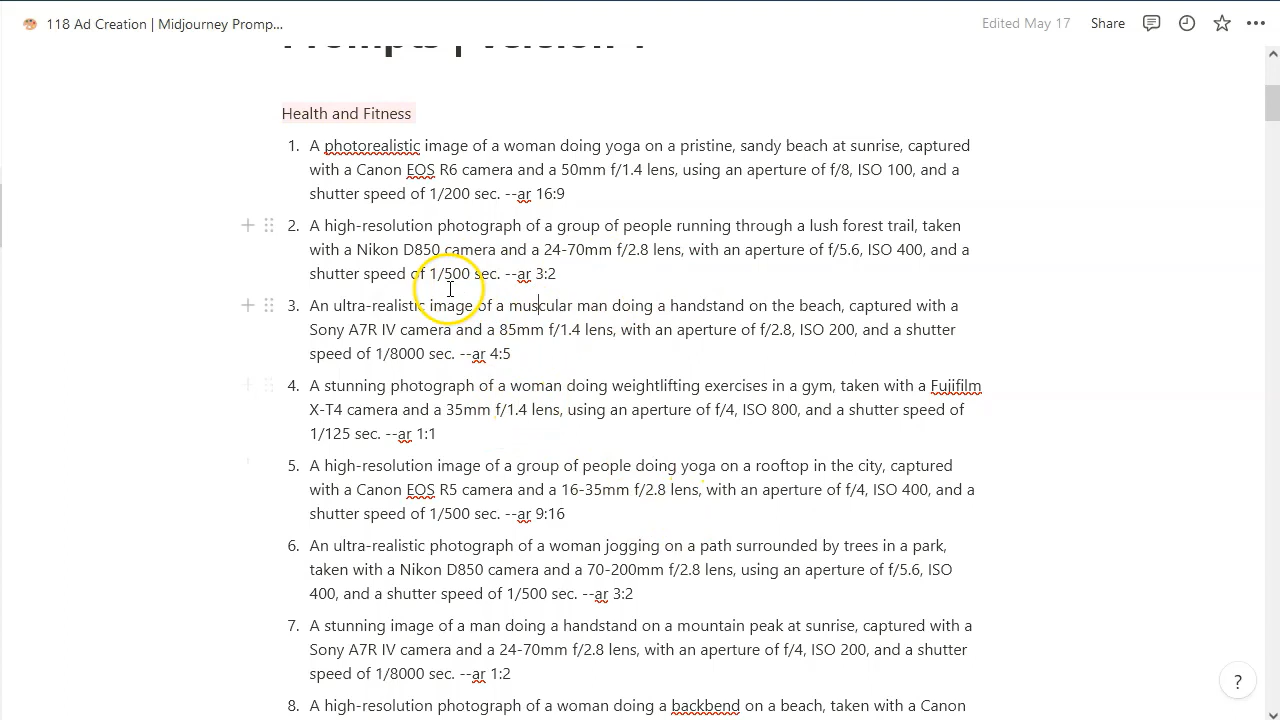 118 Ad Creation | Midjourney Promp...
Edited May 17
Share
Health and Fitness
1. A photorealistic image of a woman doing yoga on a pristine, sandy beach at sunrise, captured
with a Canon EOS R6 camera and a 50mm f/1.4 lens, using an aperture of f/8, ISO 100, and a
shutter speed of 1/200 sec. --ar 16:9
2. A high-resolution photograph of a group of people running through a lush forest trail, taken
with a Nikon D850 camera and a 24-70mm f/2.8 lens, with an aperture of f/5.6, ISO 400, and a
shutter speed of 1/500 sec. --ar 3:2
3. An ultra-realistic image of a muscular man doing a handstand on the beach, captured with a
Sony A7R IV camera and a 85mm f/1.4 lens, with an aperture of f/2.8, ISO 200, and a shutter
speed of 1/8000 sec. --ar 4:5
4. A stunning photograph of a woman doing weightlifting exercises in a gym, taken with a Fujifilm
X-T4 camera and a 35mm f/1.4 lens, using an aperture of f/4, ISO 800, and a shutter speed of
1/125 sec. --ar 1:1
5. A high-resolution image of a group of people doing yoga on a rooftop in the city, captured
with a Canon EOS R5 camera and a 16-35mm f/2.8 lens, with an aperture of f/4, ISO 400, and a
shutter speed of 1/500 sec. --ar 9:16
6. An ultra-realistic photograph of a woman jogging on a path surrounded by trees in a park,
taken with a Nikon D850 camera and a 70-200mm f/2.8 lens, using an aperture of f/5.6, ISO
400, and a shutter speed of 1/500 sec. --ar 3:2
7. A stunning image of a man doing a handstand on a mountain peak at sunrise, captured with a
Sony A7R IV camera and a 24-70mm f/2.8 lens, with an aperture of f/4, ISO 200, and a shutter
speed of 1/8000 sec. --ar 1:2
8. A high-resolution photograph of a woman doing a backbend on a beach, taken with a Canon
?